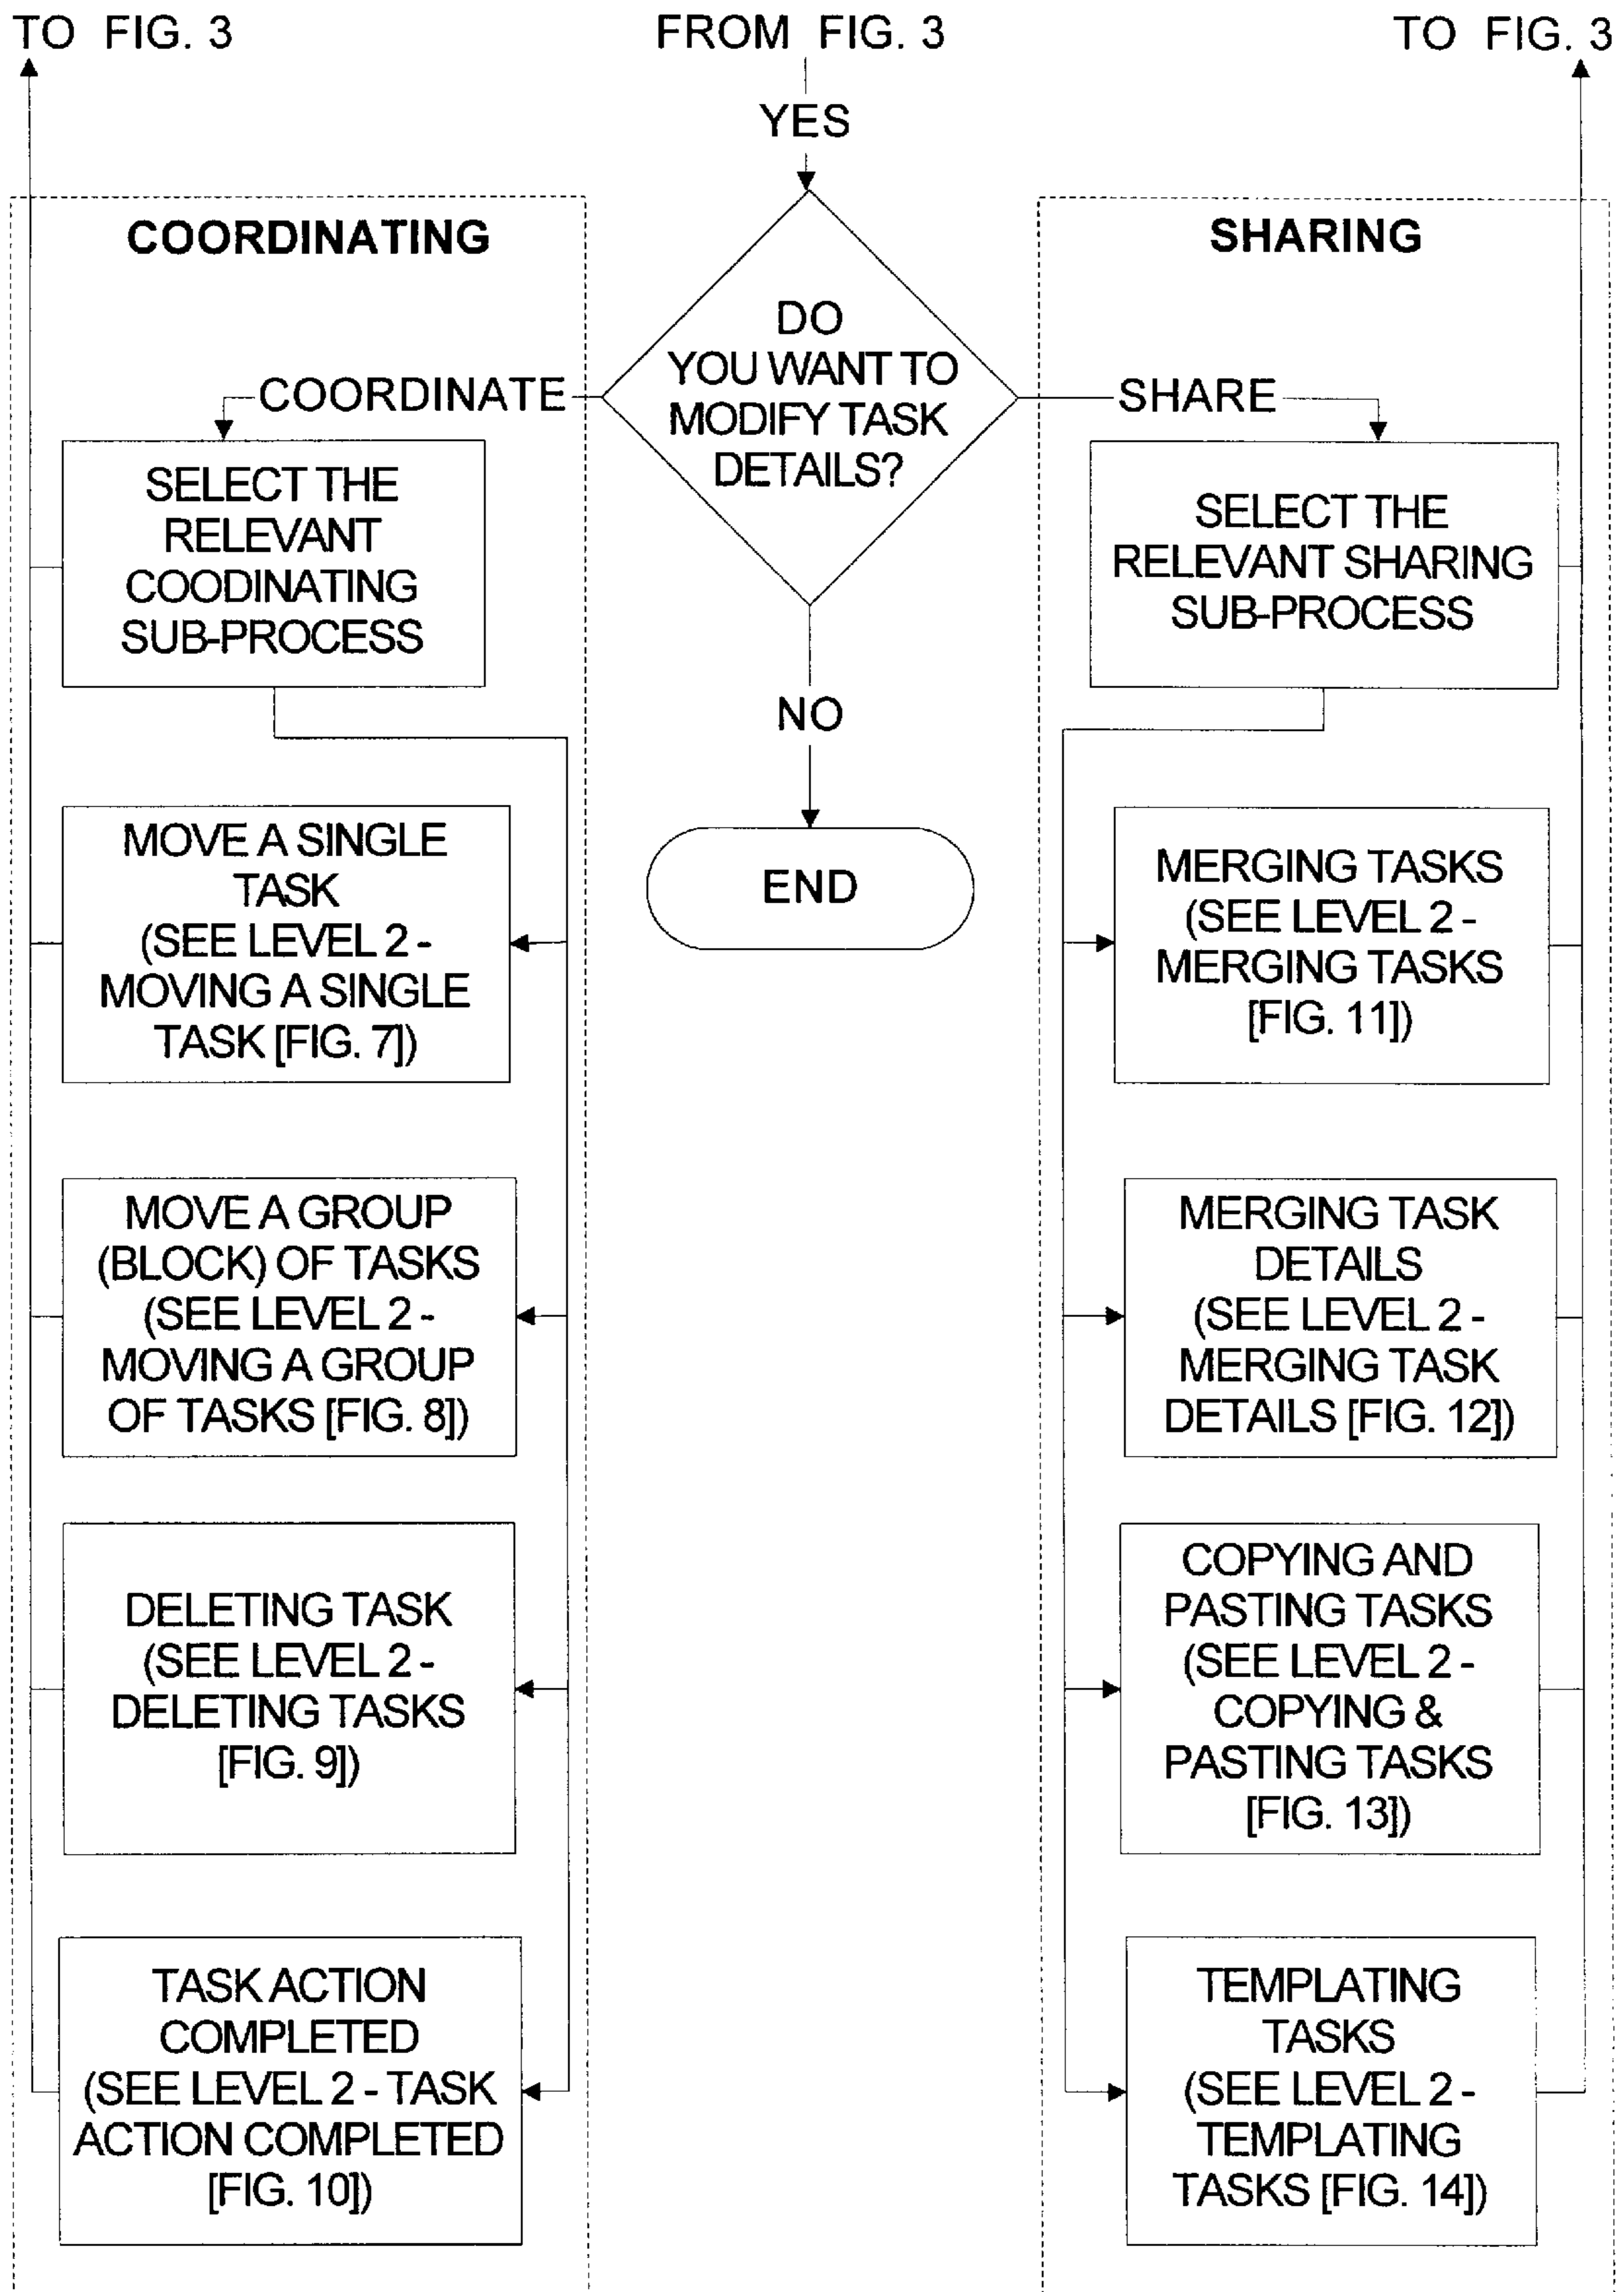 TO FIG. 3
FROM FIG. 3
TO FIG. 3
YES
COORDINATING
SHARING
DO
YOU WANT TO
MODIFY TASK
DETAILS?
COORDINATE
SHARE
SELECT THE
RELEVANT
COODINATING
SUB-PROCESS
SELECT THE
RELEVANT SHARING
SUB-PROCESS
NO
END
MOVE A SINGLE
TASK
(SEE LEVEL 2 -
MOVING A SINGLE
TASK [FIG. 7])
MERGING TASKS
(SEE LEVEL 2 -
MERGING TASKS
[FIG. 11])
MOVE A GROUP
(BLOCK) OF TASKS
(SEE LEVEL 2 -
MOVING A GROUP
OF TASKS [FIG. 8])
MERGING TASK
DETAILS
(SEE LEVEL 2 -
MERGING TASK
DETAILS [FIG. 12])
DELETING TASK
(SEE LEVEL 2 -
DELETING TASKS
[FIG. 9])
COPYING AND
PASTING TASKS
(SEE LEVEL 2 -
COPYING &
PASTING TASKS
[FIG. 13])
TASK ACTION
COMPLETED
(SEE LEVEL 2 - TASK
ACTION COMPLETED
[FIG. 10])
TEMPLATING
TASKS
(SEE LEVEL 2 -
TEMPLATING
TASKS [FIG. 14])